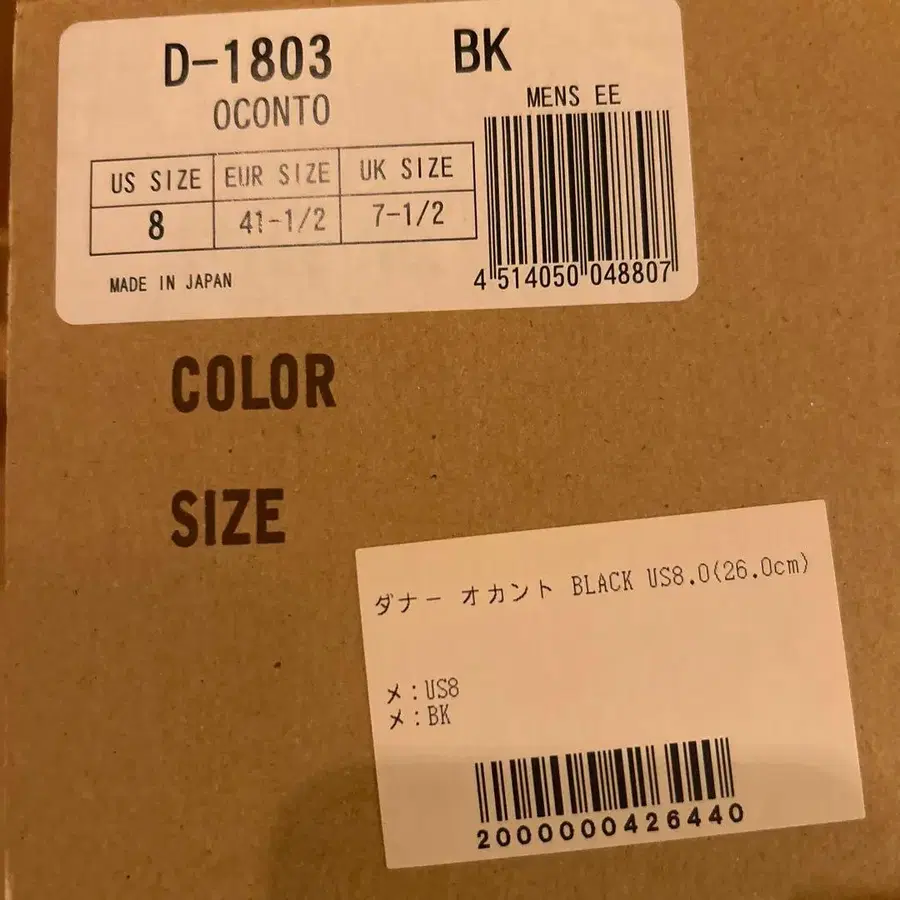 D-1803 BK
OCONTO
MENS EE
US SIZE EUR SIZE UK SIZE
8 41-1/2 7-1/2
4 514050 048807
MADE IN JAPAN
COLOR
SIZE
ダナー オカント BLACK US8.0(26.0cm)
メ:US8
メ:BK
2000000426440